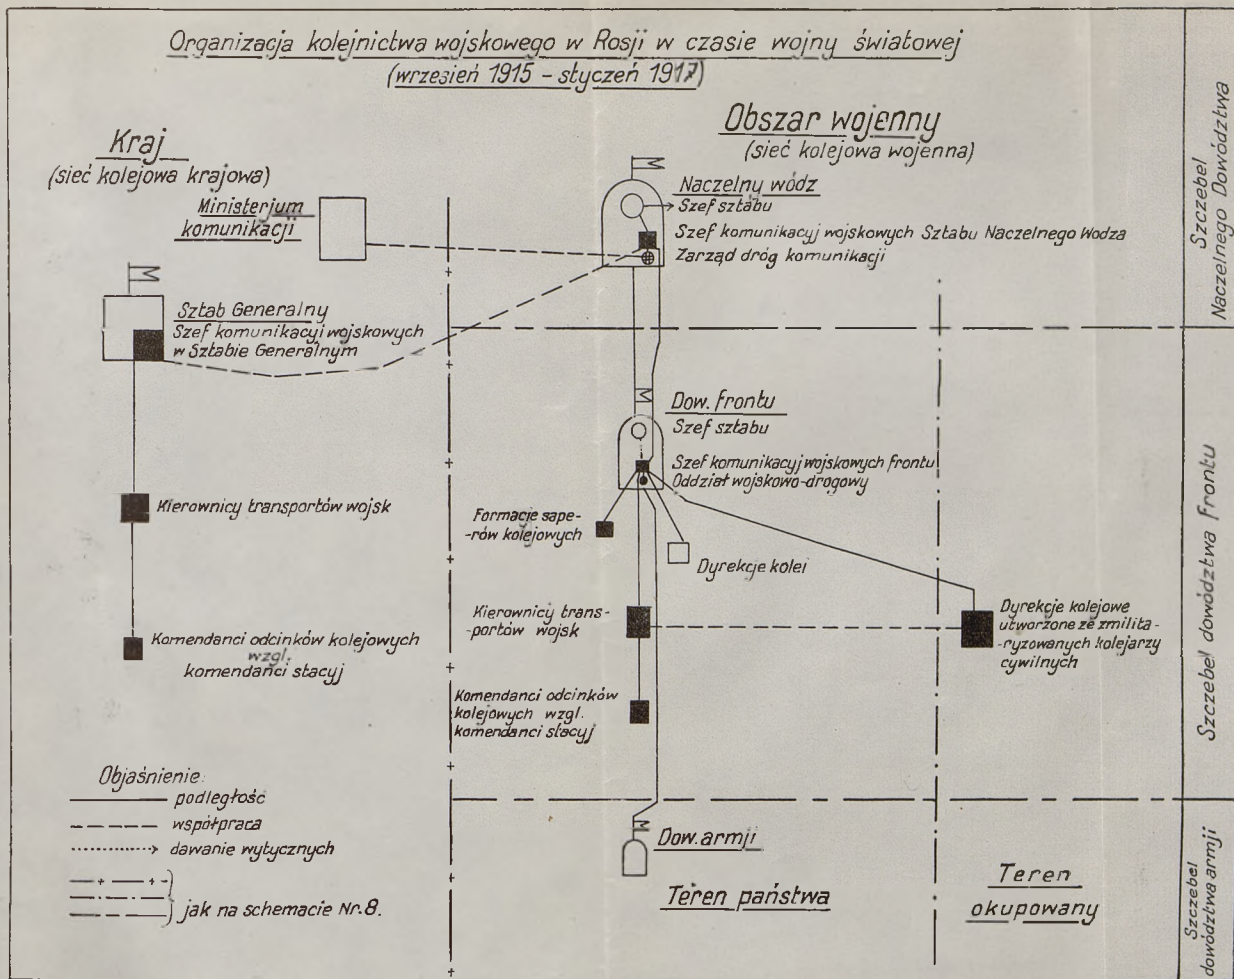 Organizacja kolejnictwa wojskowego w Rosji w czasie wojny światowej
(wrzesień 1915 - styczeń 1917)
Kraj
(sieć kolejowa krajowa)
Obszar wojenny
(sieć kolejowa wojenna)
Ministerjum
komunikacji
Naczelny wódz
Szef sztabu
Szef komunikacyj wojskowych Sztabu Naczelnego Wodza
Zarząd dróg komunikacji
Sztab Generalny
Szef komunikacyj wojskowych
w Sztabie Generalnym
Dow. frontu
Szef sztabu
Szef komunikacyj wojskowych frontu
Oddział wojskowo-drogowy
Kierownicy transportów wojsk
Formacje sape-
-rów kolejowych
Dyrekcje kolei
Kierownicy trans-
-portów wojsk
Dyrekcje kolejowe
utworzone ze zmilita-
-ryzowanych kolejarzy
cywilnych
Komendanci odcinków kolejowych
wzgl.
komendanci stacyj
Komendanci odcinków
kolejowych wzgl.
komendanci stacyj
Objaśnienie:
podległość
współpraca
dawanie wytycznych
jak na schemacie Nr. 8.
Dow. armji
Teren państwa
Teren
okupowany
Szczebel
Naczelnego Dowództwa
Szczebel dowództwa frontu
Szczebel
dowództwa armji